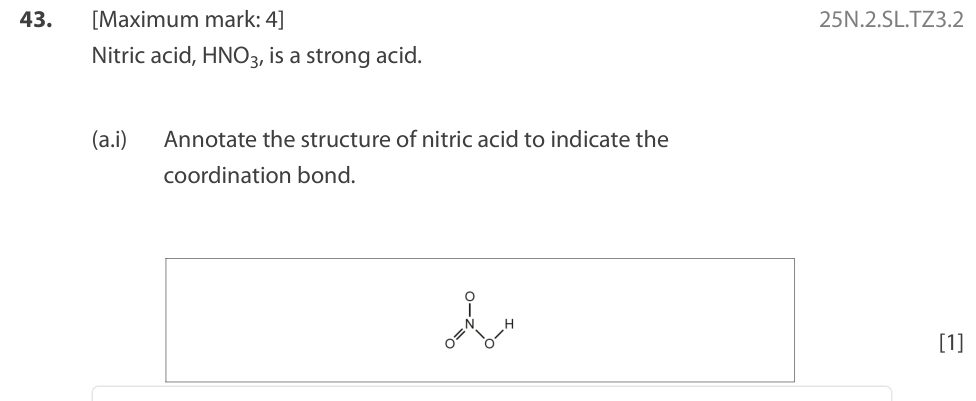 43. [Maximum mark: 4] 25N.2.SL.TZ3.2
Nitric acid, HNO₃, is a strong acid.
(a.i) Annotate the structure of nitric acid to indicate the
coordination bond.
O
N H
O O
[1]